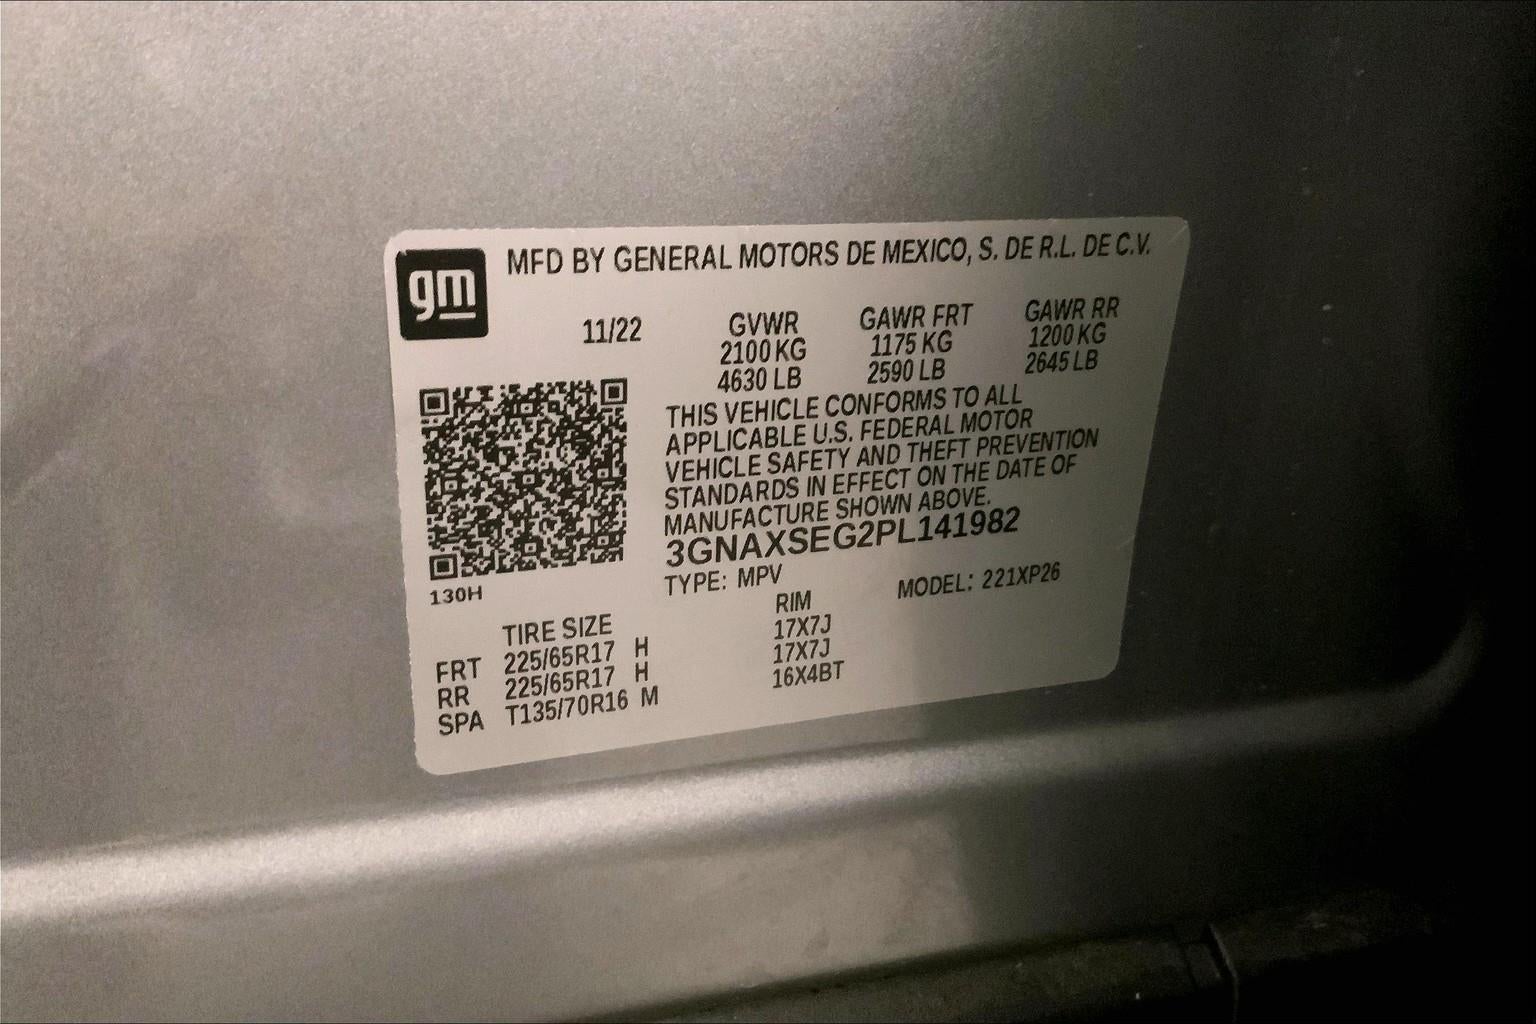 gm
MFD BY GENERAL MOTORS DE MEXICO, S. DE R.L. DE C.V.
11/22 GVWR GAWR FRT GAWR RR
2100 KG 1175 KG 1200 KG
4630 LB 2590 LB 2645 LB
THIS VEHICLE CONFORMS TO ALL
APPLICABLE U.S. FEDERAL MOTOR
VEHICLE SAFETY AND THEFT PREVENTION
STANDARDS IN EFFECT ON THE DATE OF
MANUFACTURE SHOWN ABOVE.
3GNAXSEG2PL141982
TYPE: MPV MODEL: 221XP26
130H
TIRE SIZE RIM
FRT 225/65R17 H 17X7J
RR 225/65R17 H 17X7J
SPA T135/70R16 M 16X4BT